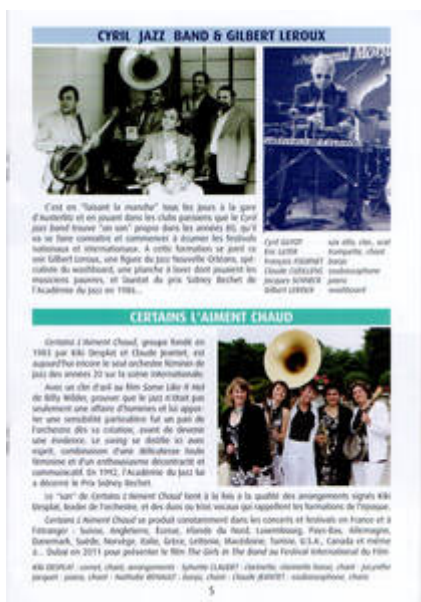 CYRIL JAZZ BAND & GILBERT LEROUX
C'est en "faisant la manche" tous les jours à la gare
d'Austerlitz et en jouant dans les clubs parisiens que le Cyril
Jazz Band trouve "un son" propre dans les années 80, qu'il
va se faire connaître et commencer à écumer les festivals
nationaux et internationaux. À cette formation se joint
Gilbert Leroux, une figure du Jazz Nouvelle Orléans,
du washboard, une planche à laver dont jouaient les
musiciens pauvres, et lauréat du prix Sidney Bechet de
l'Académie du Jazz en
Cyril GUYOT
Eric LUTER trompette, chant
François FOURNET banjo
Claude soubassophone
Jacques SCHNECK piano
Gilbert LEROUX washboard
CERTAINS L'AIMENT CHAUD
Certains L'Aiment Chaud, groupe fondé en
1983 par Kiki Desplat et Claude Jeantet, est
aujourd'hui encore le seul orchestre féminin de
jazz des années 20 sur la scène internationale.
Avec un clin d'œil au film Some Like It Hot
de Billy Wilder, prouver que le jazz n'était pas
seulement une affaire d'hommes et lui appor-
ter une sensibilité particulière fut un pari de
l'orchestre dès sa création, avant de devenir
une évidence. Le swing se distille ici avec
esprit, combinaison d'une délicatesse toute
féminine et d'un enthousiasme décontracté et
communicatif. En 1992, l'Académie du Jazz lui
a décerné le Prix Sidney Bechet.
Le "son" de Certains L'Aiment Chaud tient à la fois à la qualité des arrangements signés Kiki
Desplat, leader de l'orchestre, et des duos ou trios vocaux qui rappellent les formations de l'époque.
Certains L'Aiment Chaud se produit constamment dans les concerts et festivals en France et à
l'étranger : Suisse, Angleterre, Écosse, Irlande du Nord, Luxembourg, Pays-Bas, Allemagne,
Danemark, Suède, Norvège, Italie, Grèce, Lettonie, Macédoine, Tunisie, U.S.A., Canada et même
à... Dubaï en 2011 pour présenter le film The Girls in The Band au Festival International du Film.
Kiki DESPLAT : cornet, chant, arrangements - Sylvette CLAUDET : clarinette, clarinette basse, chant -
: piano, chant - Nathalie RENAULT : banjo, chant - Claude JEANTET : soubassophone, chant
5